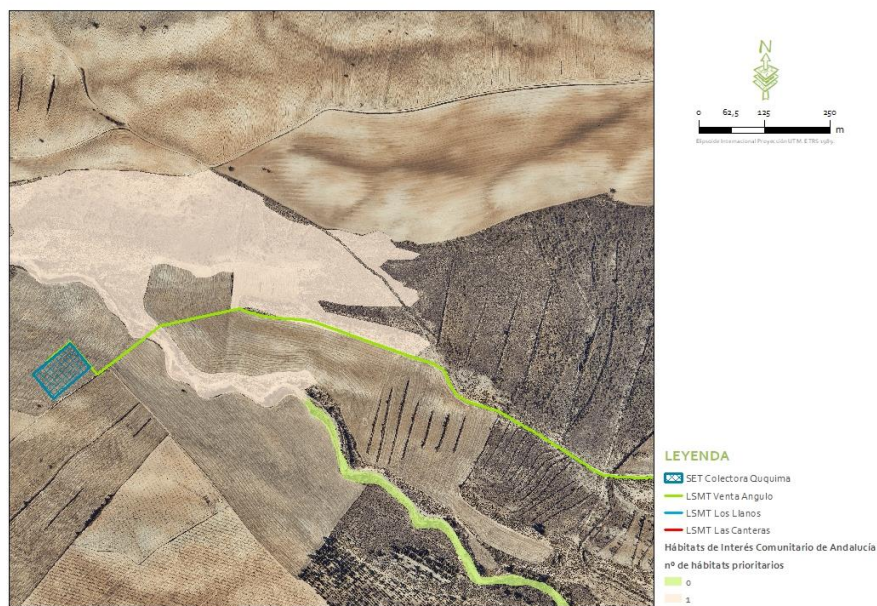 N
0 62,5 125 250
m
LEYENDA
SET Colectora Ququima
LSMT Venta Angulo
LSMT Los Llanos
LSMT Las Canteras
Hábitats de Interés Comunitario de Andalucía
nº de hábitats prioritarios
0
1